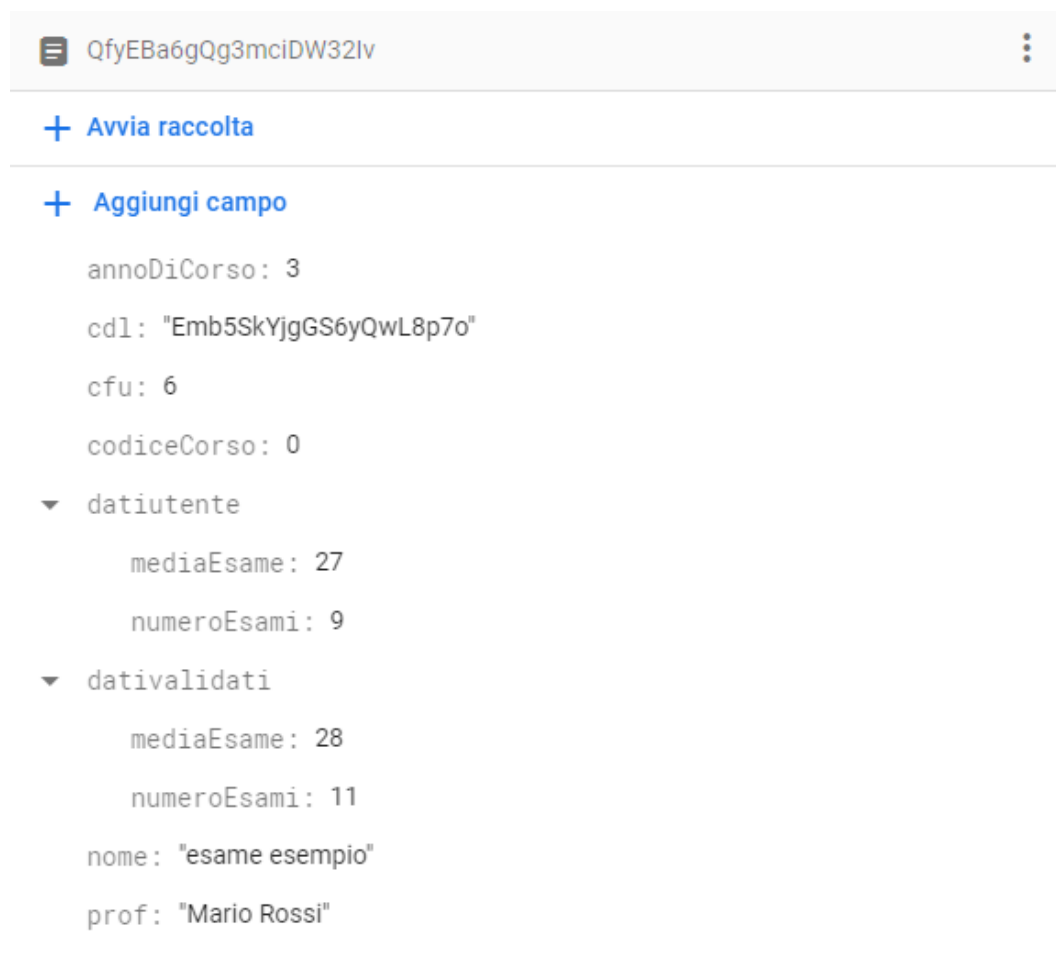 QfyEBa6gQg3mciDW32Iv
+ Avvia raccolta
+ Aggiungi campo
annoDiCorso: 3
cdl: "Emb5SkYjgGS6yQwL8p7o"
cfu: 6
codiceCorso: 0
datiutente
mediaEsame: 27
numeroEsami: 9
dativalidati
mediaEsame: 28
numeroEsami: 11
nome: "esame esempio"
prof: "Mario Rossi"